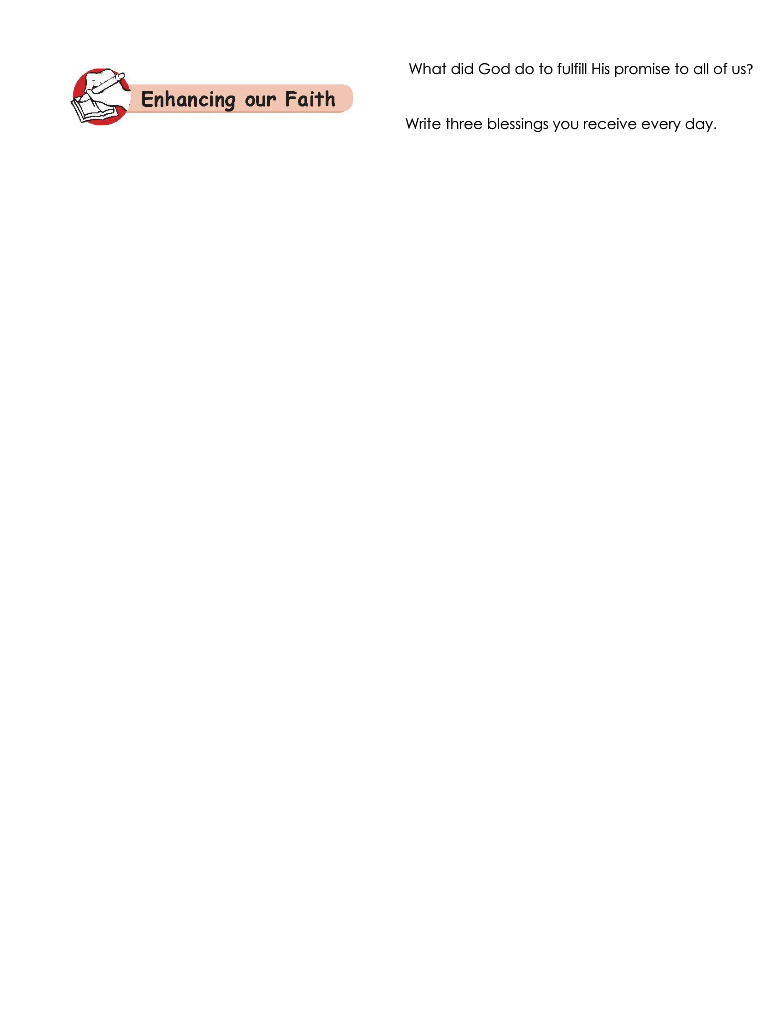 Enhancing our Faith
What did God do to fulfill His promise to all of us?
Write three blessings you receive every day.